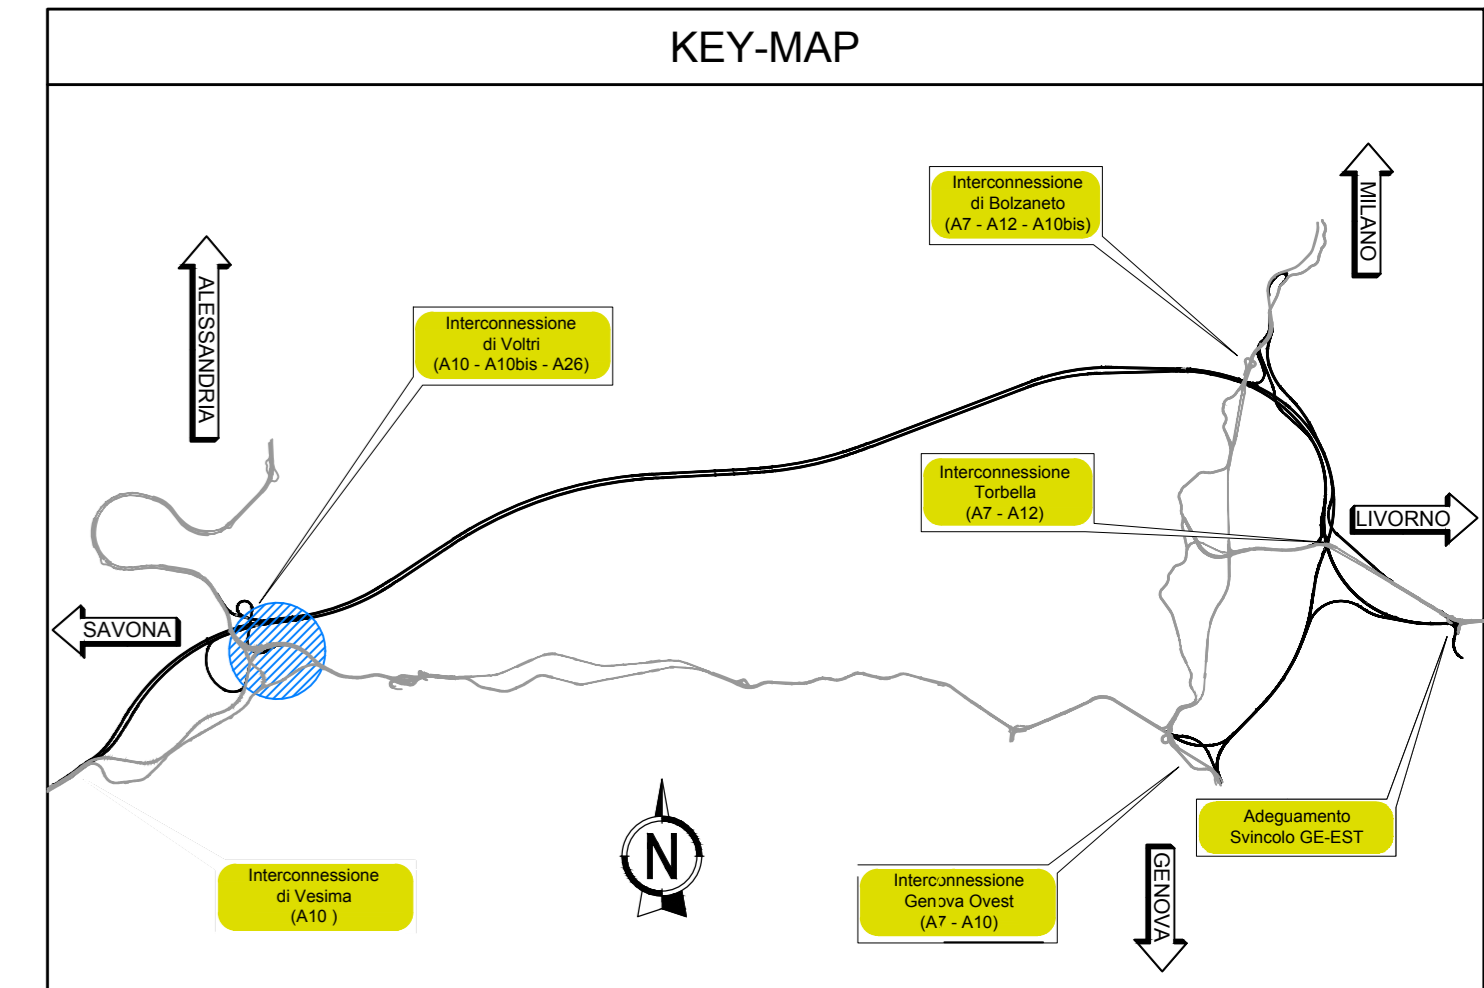 KEY-MAP
Interconnessione
di Bolzaneto
(A7 - A12 - A10bis)
MILANO
ALESSANDRIA
Interconnessione
di Voltri
(A10 - A10bis - A26)
Interconnessione
Torbella
(A7 - A12)
LIVORNO
SAVONA
Adeguamento
Svincolo GE-EST
Interconnessione
di Vesima
(A10 )
N
Interconnessione
Genova Ovest
(A7 - A10)
GENOVA